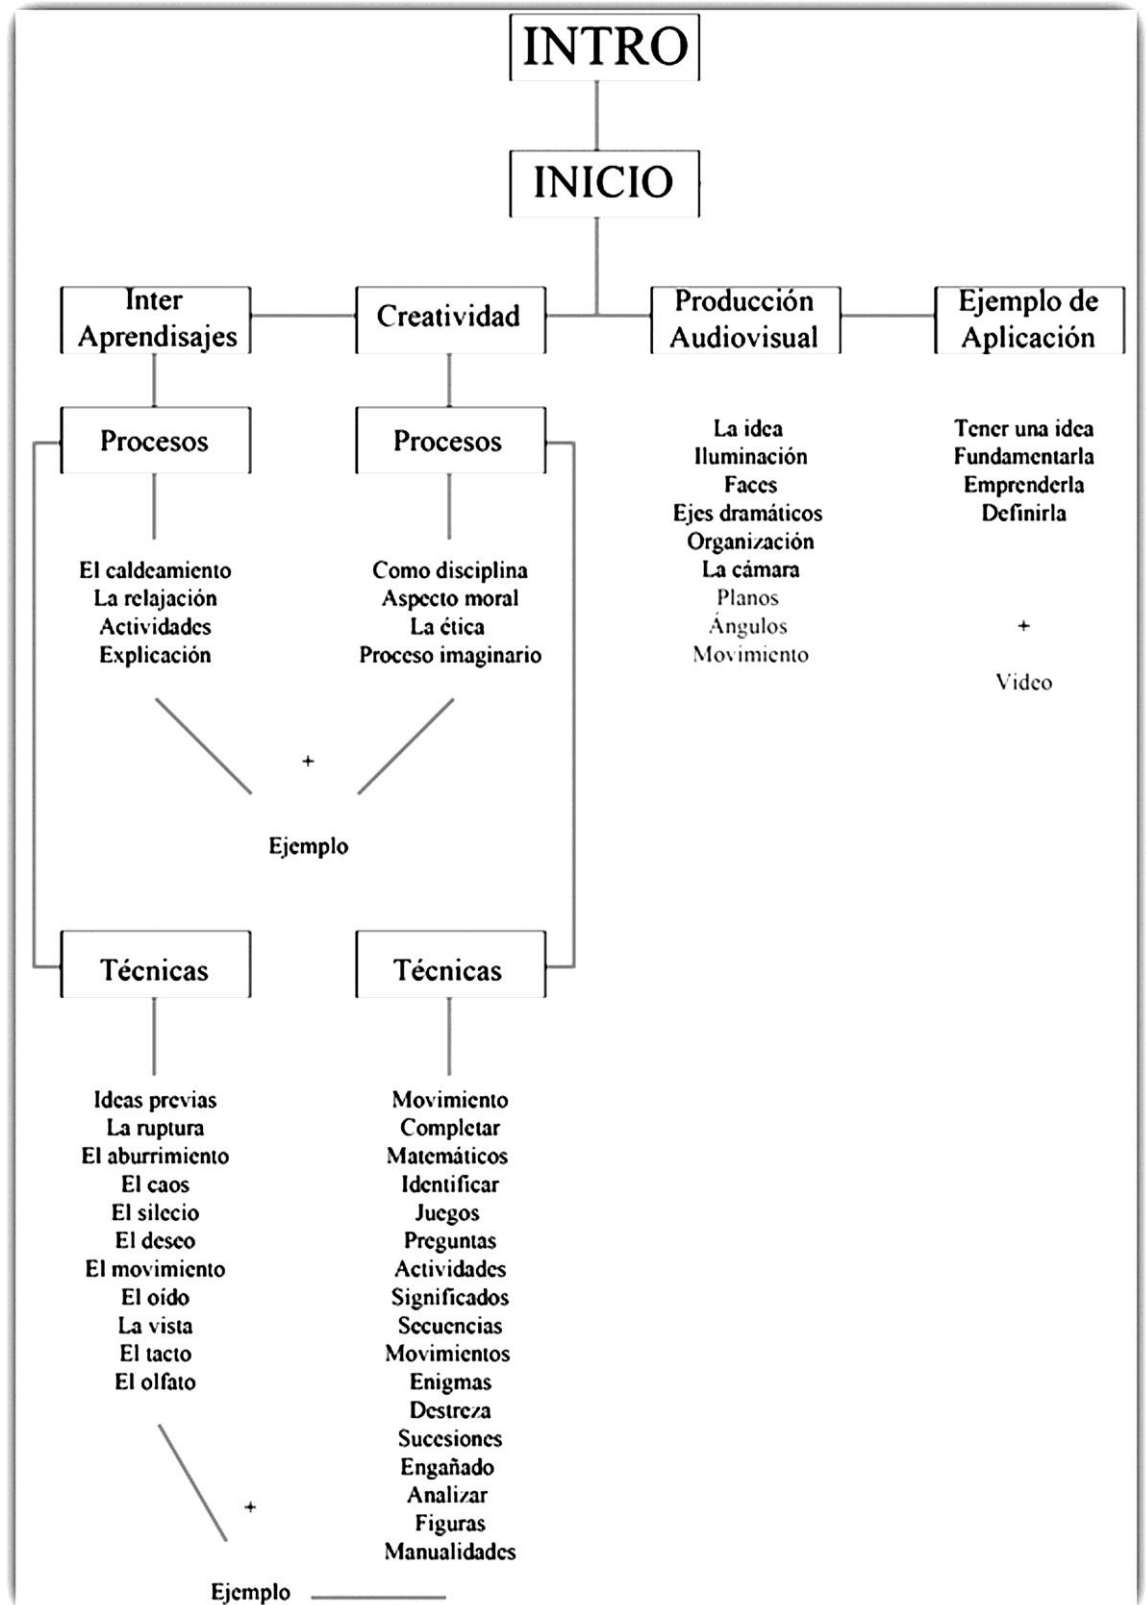 INTRO
INICIO
Inter
Aprendisajes
Creatividad
Producción
Audiovisual
Ejemplo de
Aplicación
Procesos
Procesos
La idea
Iluminación
Faces
Ejes dramáticos
Organización
La cámara
Planos
Ángulos
Movimiento
Tener una idea
Fundamentarla
Emprenderla
Definirla
+
Video
El caldeamiento
La relajación
Actividades
Explicación
Como disciplina
Aspecto moral
La ética
Proceso imaginario
+
Ejemplo
Técnicas
Técnicas
Ideas previas
La ruptura
El aburrimiento
El caos
El silecio
El deseo
El movimiento
El oído
La vista
El tacto
El olfato
+
Movimiento
Completar
Matemáticos
Identificar
Juegos
Preguntas
Actividades
Significados
Secuencias
Movimientos
Enigmas
Destreza
Sucesiones
Engañado
Analizar
Figuras
Manualidades
Ejemplo